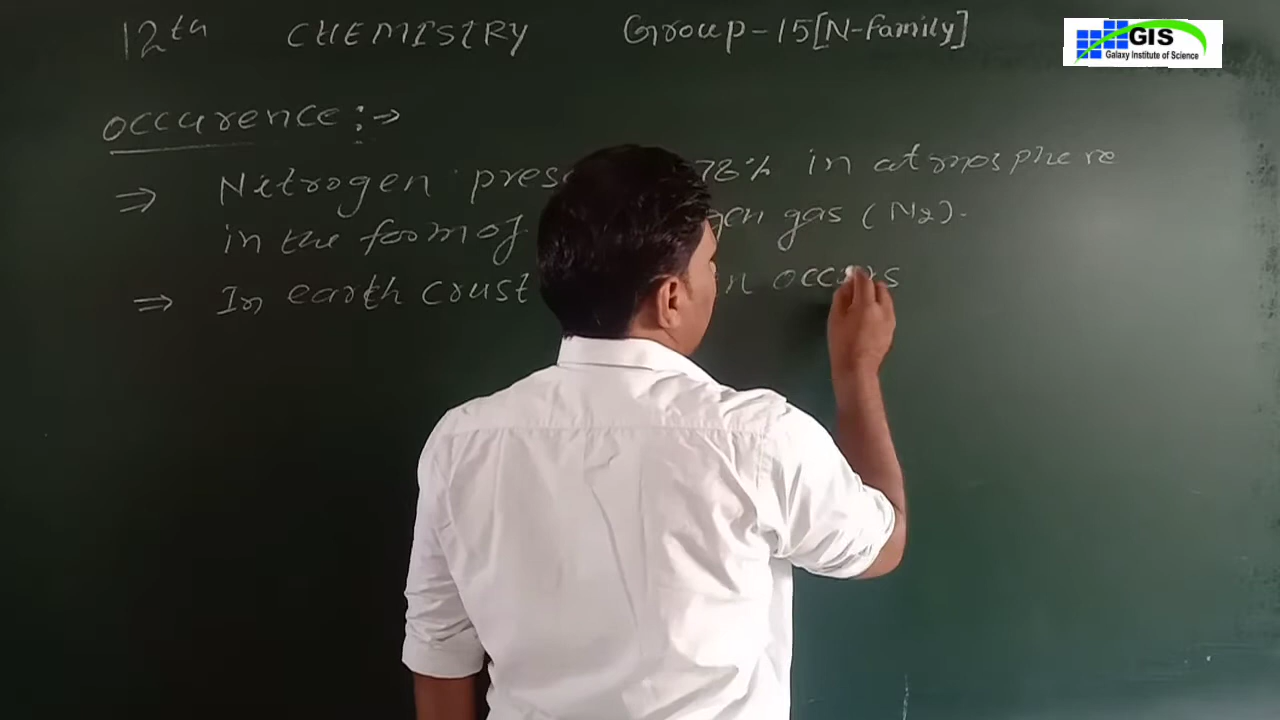 12th CHEMISTRY Group-15[N-Family]
GIS
Galaxy Institute of Science
occurence :→
⇒ Nitrogen 78% in atmosphere
in the form of gas (N2).
⇒ In earth crust occurs